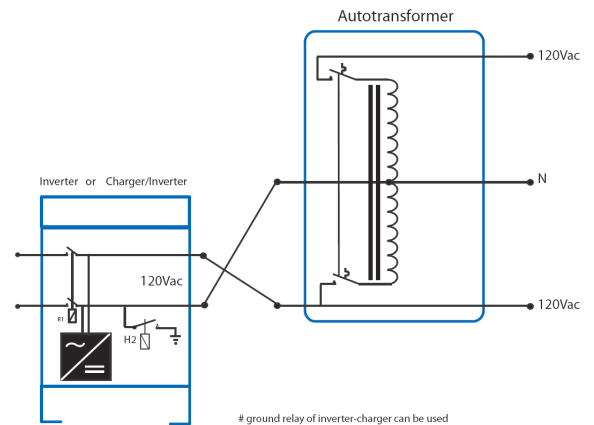 Autotransformer
120Vac
Inverter or Charger/Inverter
N
120Vac
R1
H2
120Vac
# ground relay of inverter-charger can be used